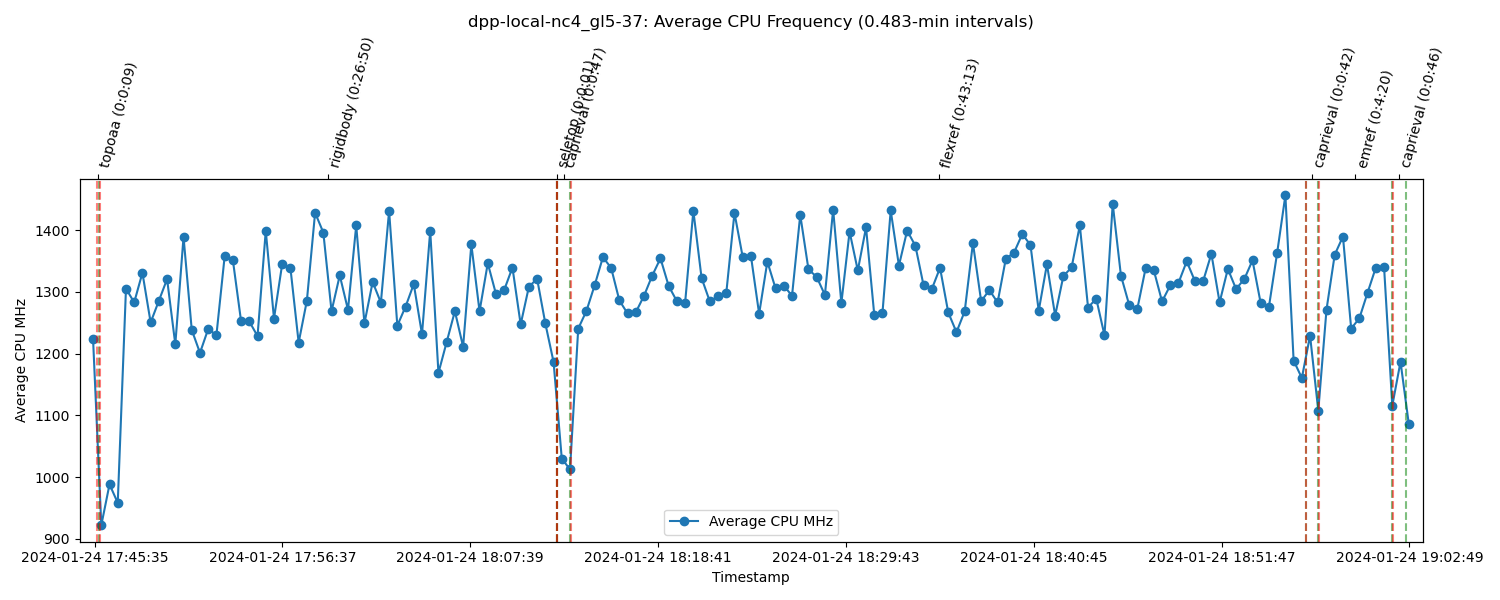 dpp-local-nc4_gl5-37: Average CPU Frequency (0.483-min intervals)
topoaa (0:0:09)
rigidbody (0:26:50)
seletop (0:0:01)
caprieval (0:0:47)
flexref (0:43:13)
caprieval (0:0:42)
emref (0:4:20)
caprieval (0:0:46)
Average CPU MHz
1400
1300
1200
1100
1000
900
Average CPU MHz
2024-01-24 17:45:35
2024-01-24 17:56:37
2024-01-24 18:07:39
2024-01-24 18:18:41
2024-01-24 18:29:43
2024-01-24 18:40:45
2024-01-24 18:51:47
2024-01-24 19:02:49
Timestamp